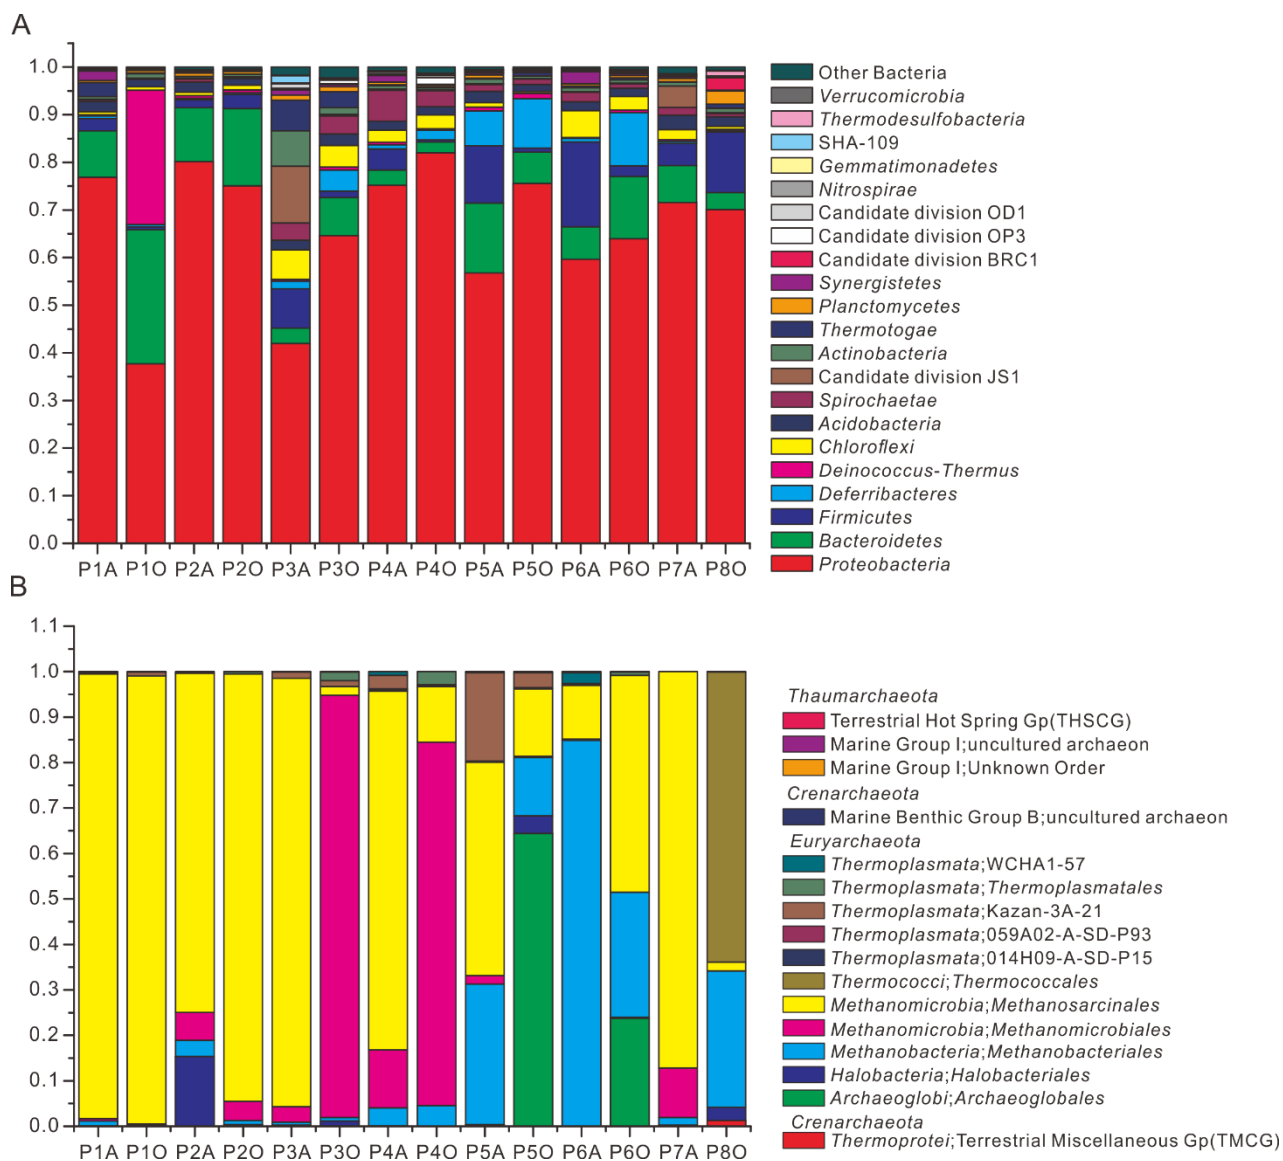 A
1.0
0.9
0.8
0.7
0.6
0.5
0.4
0.3
0.2
0.1
0.0
P1A P1O P2A P2O P3A P3O P4A P4O P5A P5O P6A P6O P7A P8O
Other Bacteria
Verrucomicrobia
Thermodesulfobacteria
SHA-109
Gemmatimonadetes
Nitrospirae
Candidate division OD1
Candidate division OP3
Candidate division BRC1
Synergistetes
Planctomycetes
Thermotogae
Actinobacteria
Candidate division JS1
Spirochaetae
Acidobacteria
Chloroflexi
Deinococcus-Thermus
Deferribacteres
Firmicutes
Bacteroidetes
Proteobacteria
B
1.1
1.0
0.9
0.8
0.7
0.6
0.5
0.4
0.3
0.2
0.1
0.0
P1A P1O P2A P2O P3A P3O P4A P4O P5A P5O P6A P6O P7A P8O
Thaumarchaeota
Terrestrial Hot Spring Gp(THSCG)
Marine Group I;uncultured archaeon
Marine Group I;Unknown Order
Crenarchaeota
Marine Benthic Group B;uncultured archaeon
Euryarchaeota
Thermoplasmata;WCHA1-57
Thermoplasmata;Thermoplasmatales
Thermoplasmata;Kazan-3A-21
Thermoplasmata;059A02-A-SD-P93
Thermoplasmata;014H09-A-SD-P15
Thermococci;Thermococcales
Methanomicrobia;Methanosarcinales
Methanomicrobia;Methanomicrobiales
Methanobacteria;Methanobacteriales
Halobacteria;Halobacteriales
Archaeoglobi;Archaeoglobales
Crenarchaeota
Thermoprotei;Terrestrial Miscellaneous Gp(TMCG)